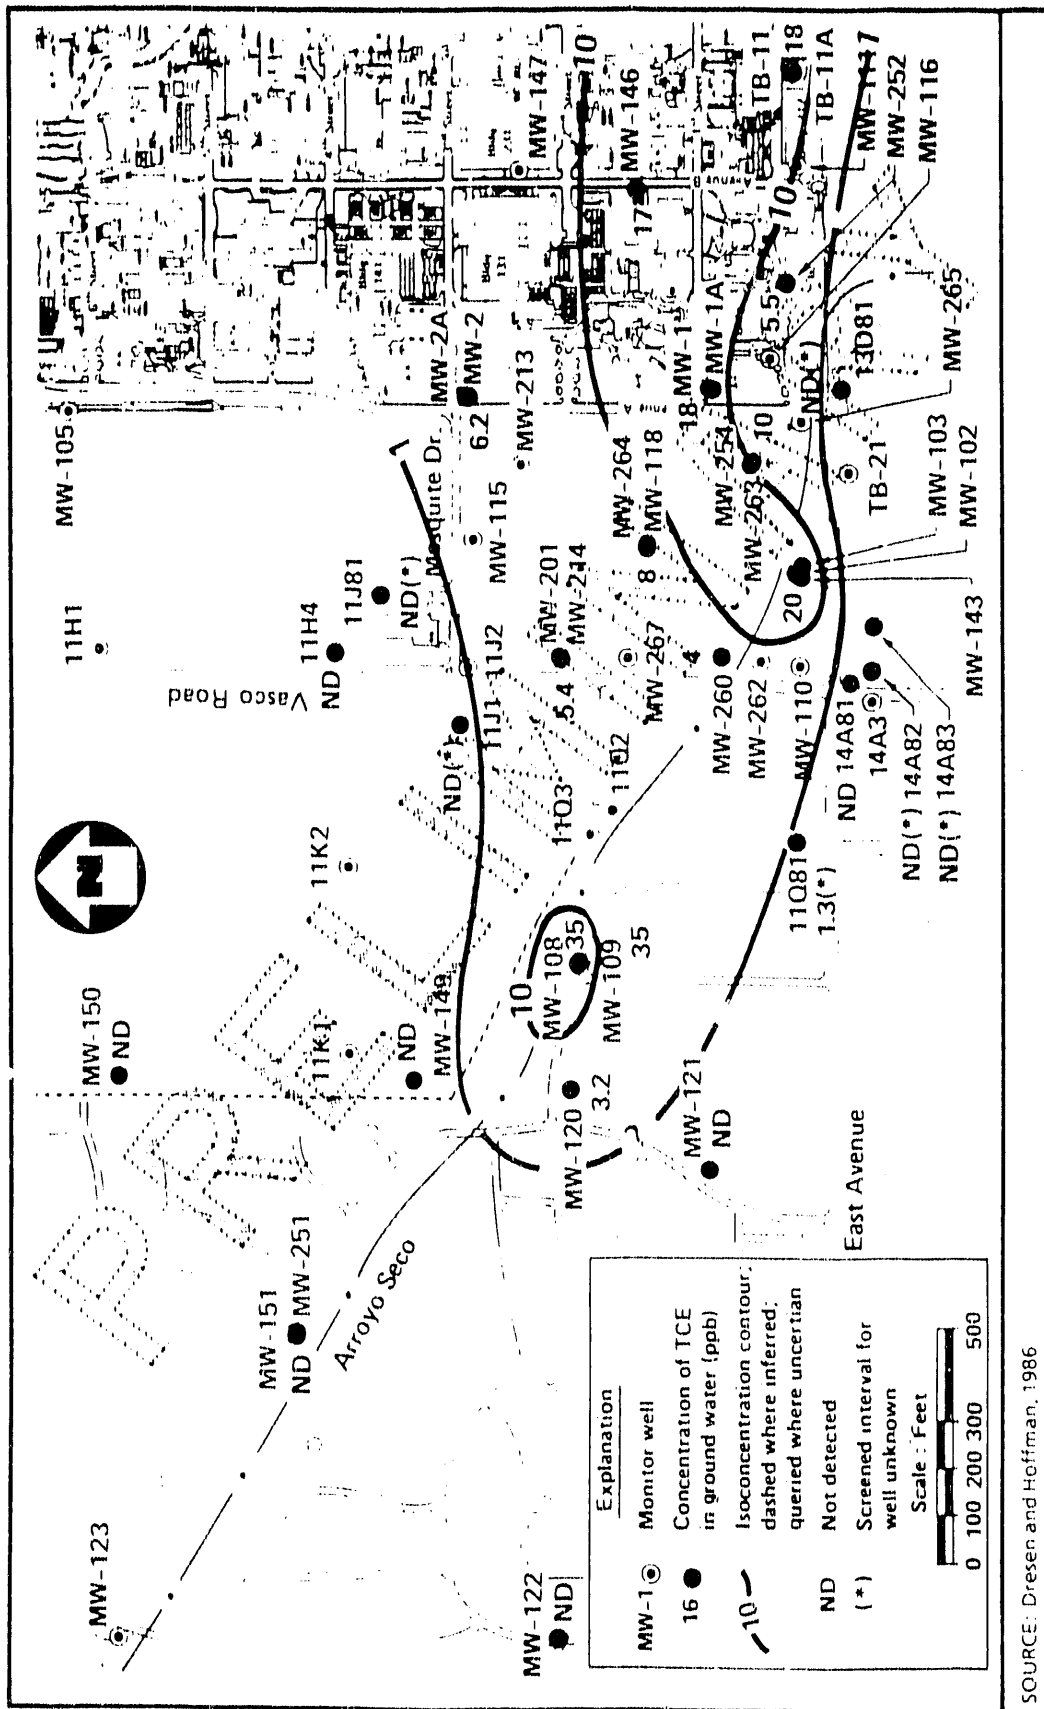 MW-123
MW-150
ND
11K2
11H1
MW-105
Vasco Road
11H4
ND
11J81
ND(*)
11K1
MW-151
MW-251
ND
Arroyo Seco
ND
MW-149
ND(*)
11J1
11J2
Mesquite Dr
MW-115
MW-2A
MW-2
6.2
MW-213
MW-147
MW-201
MW-214
5.4
11Q3
11Q2
10
MW-108
35
MW-109
35
MW-120
3.2
MW-267
MW-264
MW-118
8
MW-146
17
10
MW-121
ND
4
MW-260
MW-262
MW-110
MW-1
MW-1A
18
MW-254
10
MW-263
20
5.5
ND(*)
10
TB-11
18
TB-11A
MW-117
MW-252
MW-116
MW-265
13D81
TB-21
MW-103
MW-102
MW-143
11Q81
1.3(*)
ND 14A81
14A3
ND(*) 14A82
ND(*) 14A83
East Avenue
MW-122
ND
PREL
Explanation
MW-1 Monitor well
16 Concentration of TCE
in ground water (ppb)
10 Isoconcentration contour;
dashed where inferred;
queried where uncertian
ND Not detected
(*) Screened interval for
well unknown
Scale : Feet
0 100 200 300 500
N
SOURCE: Dresen and Hoffman, 1986